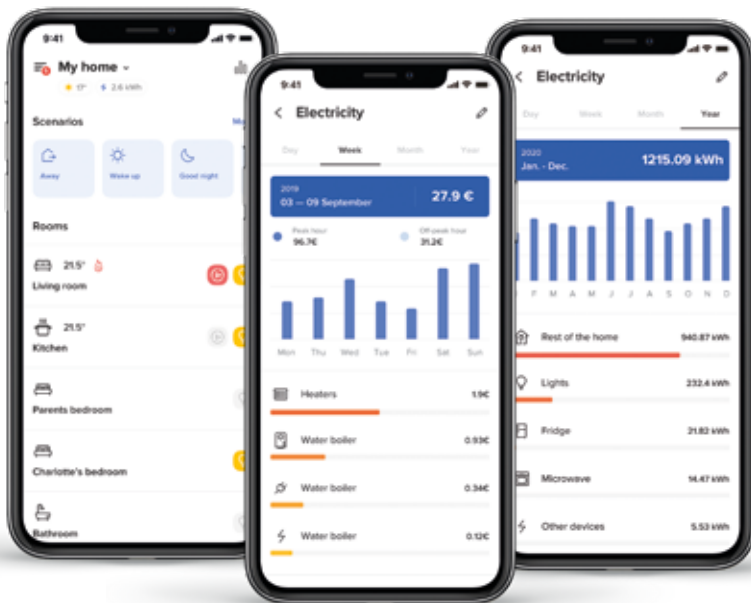 9:41
My home
17° 2.6 kWh
Scenarios
Away
Wake up
Good night
Rooms
21.5°
Living room
21.5°
Kitchen
Parents bedroom
Charlotte's bedroom
Bathroom
9:41
Electricity
Day Week Month Year
2019
03 — 09 September
27.9 €
Peak hour
96.7€
Off-peak hour
31.2€
Mon Thu Wed Tue Fri Sat Sun
Heaters 1.9€
Water boiler 0.93€
Water boiler 0.34€
Water boiler 0.12€
9:41
Electricity
Day Week Month Year
2020
Jan. - Dec.
1215.09 kWh
F M A M J J A S O N D
Rest of the home 940.87 kWh
Lights 232.4 kWh
Fridge 21.82 kWh
Microwave 14.47 kWh
Other devices 5.53 kWh